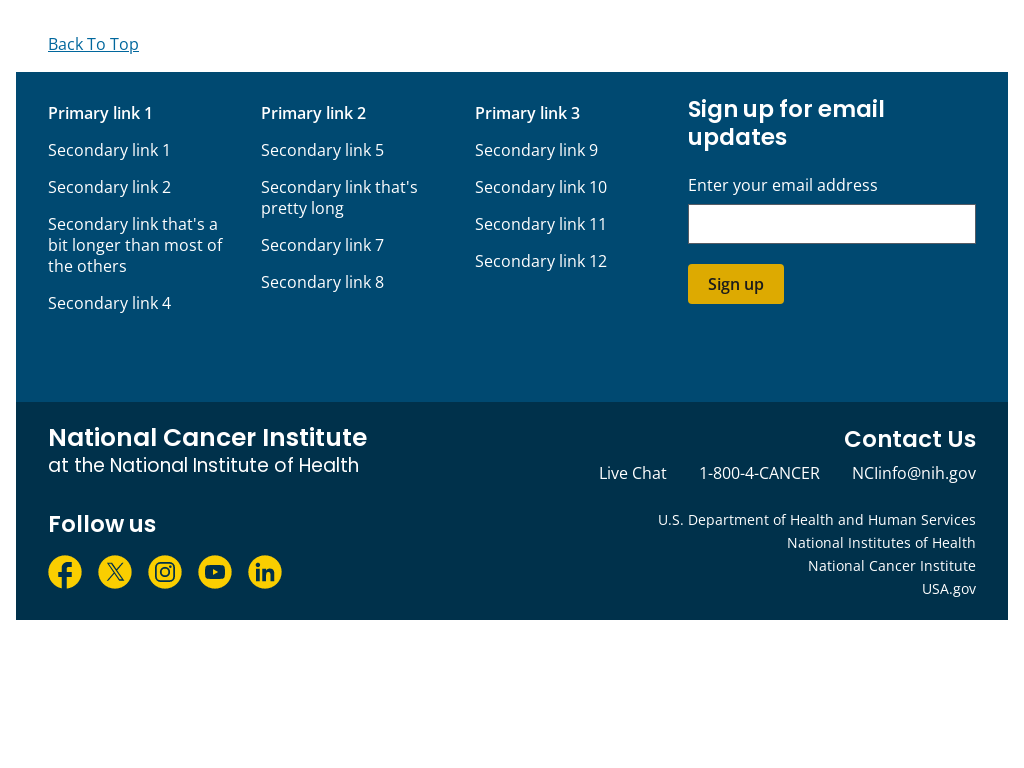 Back To Top
Primary link 1
Secondary link 1
Secondary link 2
Secondary link that's a
bit longer than most of
the others
Secondary link 4
Primary link 2
Secondary link 5
Secondary link that's
pretty long
Secondary link 7
Secondary link 8
Primary link 3
Secondary link 9
Secondary link 10
Secondary link 11
Secondary link 12
Sign up for email
updates
Enter your email address
Sign up
National Cancer Institute
at the National Institute of Health
Follow us
Contact Us
Live Chat 1-800-4-CANCER NCIinfo@nih.gov
U.S. Department of Health and Human Services
National Institutes of Health
National Cancer Institute
USA.gov